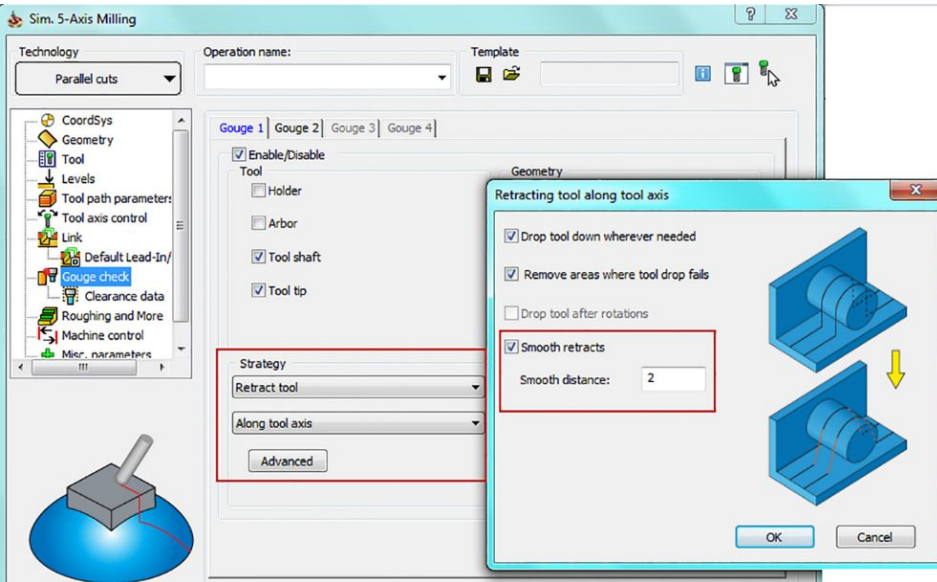 Sim. 5-Axis Milling
Technology
Parallel cuts
Operation name:
Template
CoordSys
Geometry
Tool
Levels
Tool path parameter
Tool axis control
Link
Default Lead-In/
Gouge check
Clearance data
Roughing and More
Machine control
Misc. parameters
Gouge 1
Gouge 2
Gouge 3
Gouge 4
Enable/Disable
Tool
Geometry
Holder
Arbor
Tool shaft
Tool tip
Strategy
Retract tool
Along tool axis
Advanced
Retracting tool along tool axis
Drop tool down wherever needed
Remove areas where tool drop fails
Drop tool after rotations
Smooth retracts
Smooth distance:
2
OK
Cancel